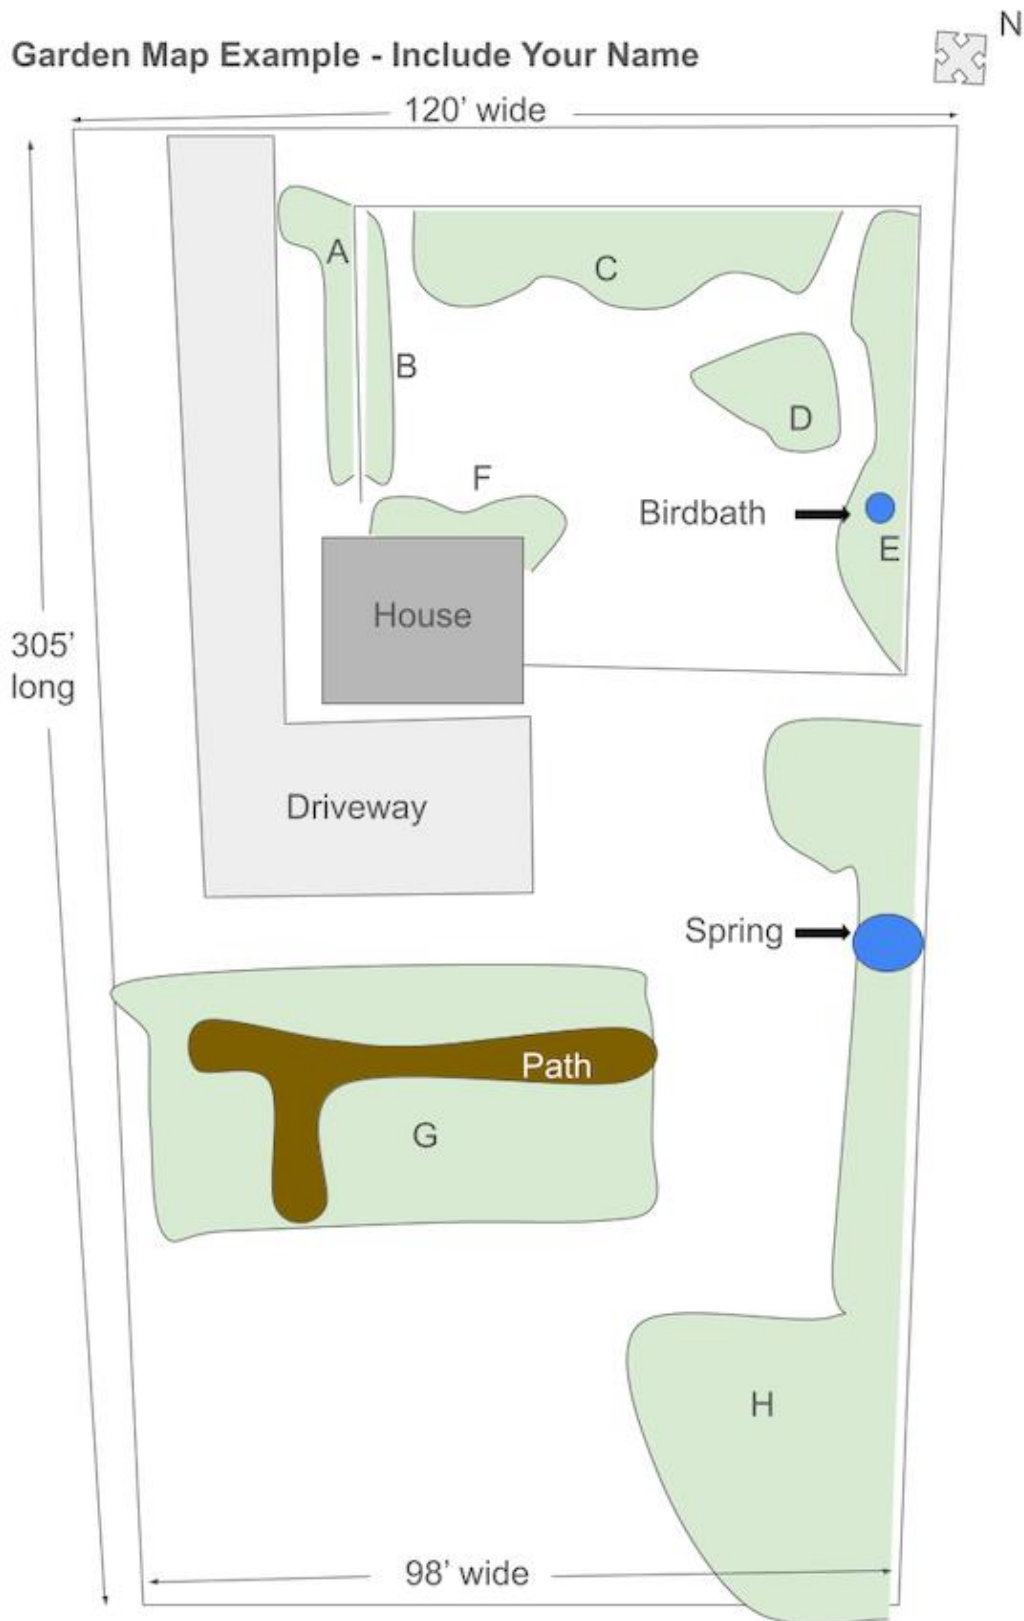 N
Garden Map Example - Include Your Name
120’ wide
A
C
B
D
F
Birdbath
E
House
305’
long
Driveway
Spring
Path
G
H
98’ wide